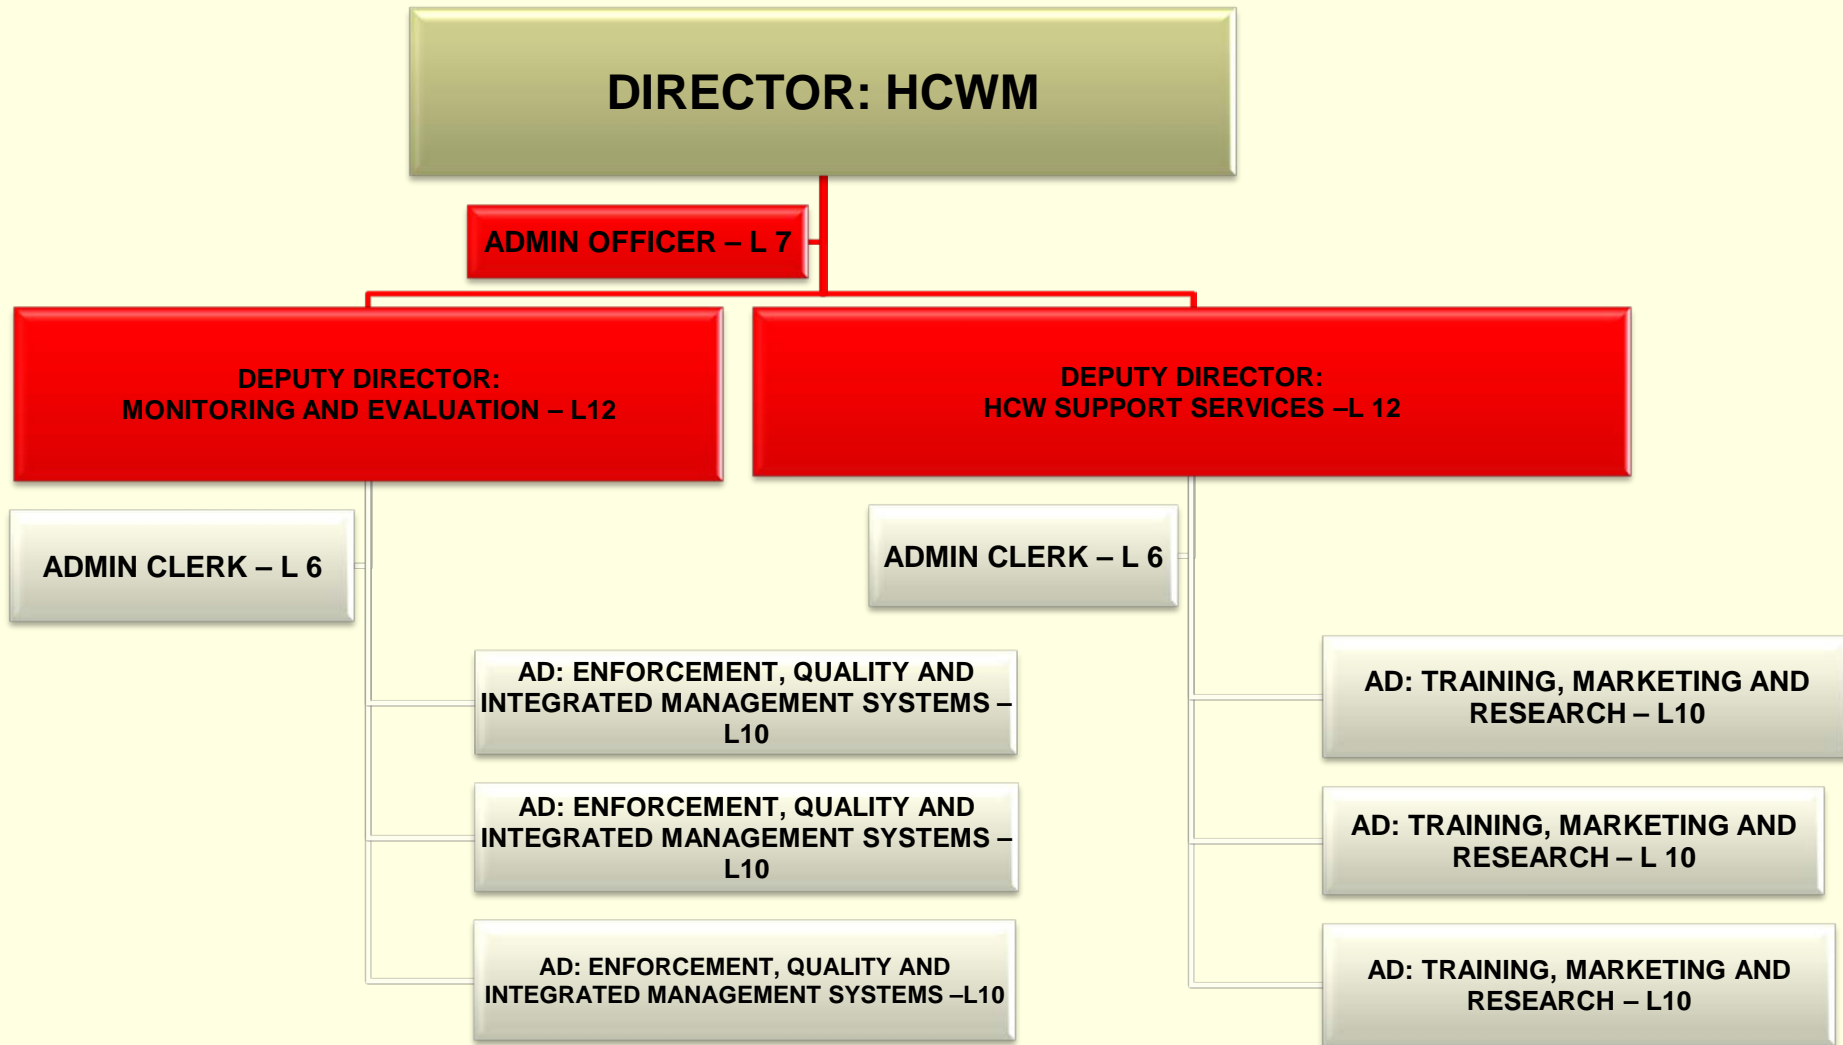 DIRECTOR: HCWM
ADMIN OFFICER – L 7
DEPUTY DIRECTOR:
MONITORING AND EVALUATION – L12
DEPUTY DIRECTOR:
HCW SUPPORT SERVICES –L 12
ADMIN CLERK – L 6
ADMIN CLERK – L 6
AD: ENFORCEMENT, QUALITY AND
INTEGRATED MANAGEMENT SYSTEMS –
L10
AD: TRAINING, MARKETING AND
RESEARCH – L10
AD: ENFORCEMENT, QUALITY AND
INTEGRATED MANAGEMENT SYSTEMS –
L10
AD: TRAINING, MARKETING AND
RESEARCH – L 10
AD: ENFORCEMENT, QUALITY AND
INTEGRATED MANAGEMENT SYSTEMS –L10
AD: TRAINING, MARKETING AND
RESEARCH – L10